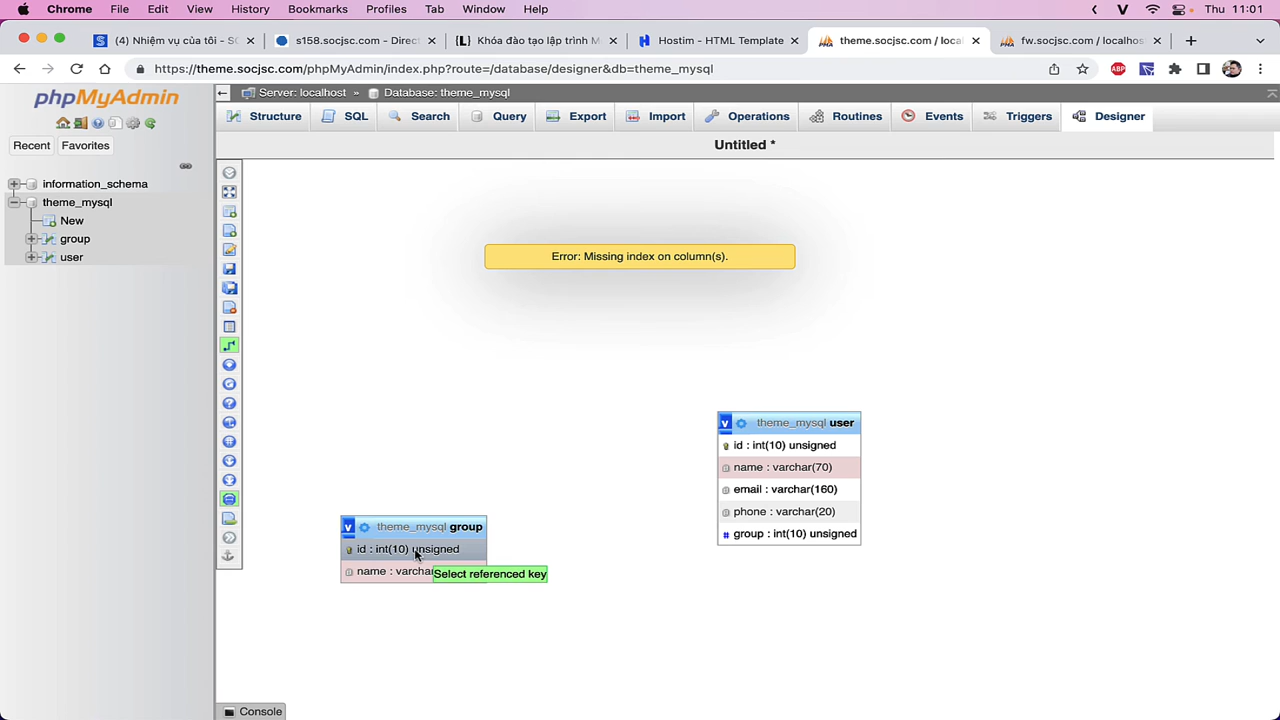 Chrome File Edit View History Bookmarks Profiles Tab Window Help Thu 11:01
(4) Nhiệm vụ của tôi - SC
s158.socjsc.com - Direct
Khóa đào tạo lập trình M
Hostim - HTML Template
theme.socjsc.com / local
fw.socjsc.com / localhos
https://theme.socjsc.com/phpMyAdmin/index.php?route=/database/designer&db=theme_mysql
ABP
phpMyAdmin
Recent Favorites
information_schema
theme_mysql
New
group
user
Server: localhost » Database: theme_mysql
Structure SQL Search Query Export Import Operations Routines Events Triggers Designer
Untitled *
Error: Missing index on column(s).
theme_mysql user
id : int(10) unsigned
name : varchar(70)
email : varchar(160)
phone : varchar(20)
group : int(10) unsigned
theme_mysql group
id : int(10) unsigned
name : varchar
Select referenced key
Console